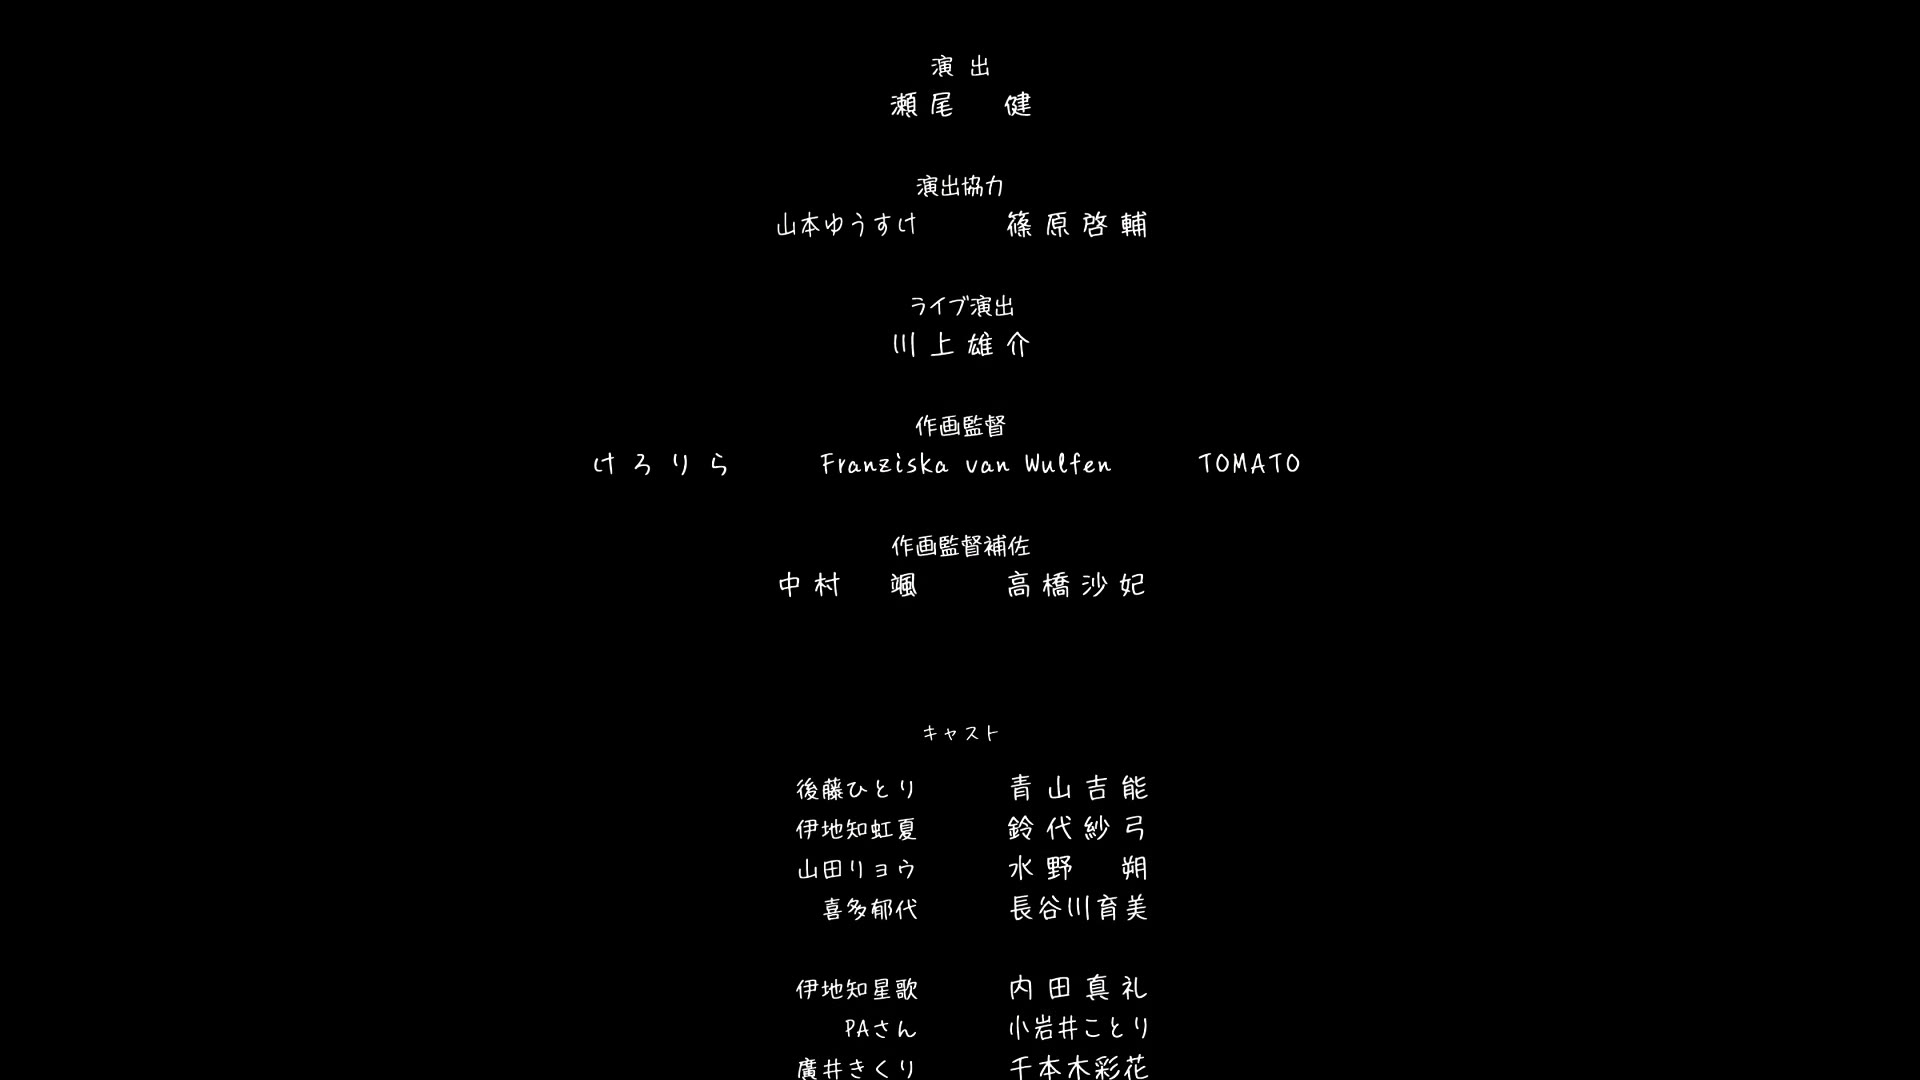 演出
瀬尾 健
演出協力
山本ゆうすけ 篠原啓輔
ライブ演出
川上雄介
作画監督
けろりら Franziska van Wulfen TOMATO
作画監督補佐
中村 颯 高橋沙妃
キャスト
後藤ひとり 青山吉能
伊地知虹夏 鈴代紗弓
山田リョウ 水野 朔
喜多郁代 長谷川育美
伊地知星歌 内田真礼
PAさん 小岩井ことり
廣井きくり 千本木彩花